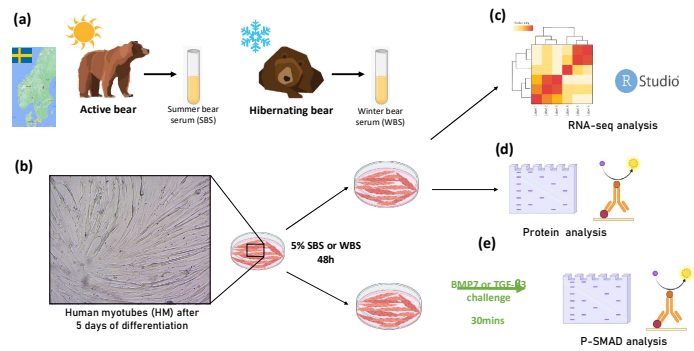 (a)
Active bear
Summer bear
serum (SBS)
Hibernating bear
Winter bear
serum (WBS)
(c)
R Studio
RNA-seq analysis
(b)
Human myotubes (HM) after
5 days of differentiation
5% SBS or WBS
48h
(d)
Protein analysis
(e)
BMP7 or TGF-β3
challenge
30mins
P-SMAD analysis